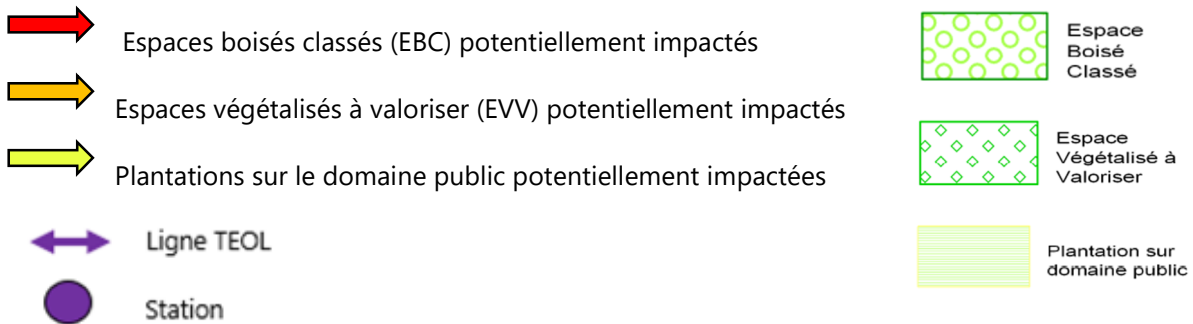 Espaces boisés classés (EBC) potentiellement impactés
Espaces végétalisés à valoriser (EVV) potentiellement impactés
Plantations sur le domaine public potentiellement impactées
Ligne TEOL
Station
Espace
Boisé
Classé
Espace
Végétalisé à
Valoriser
Plantation sur
domaine public